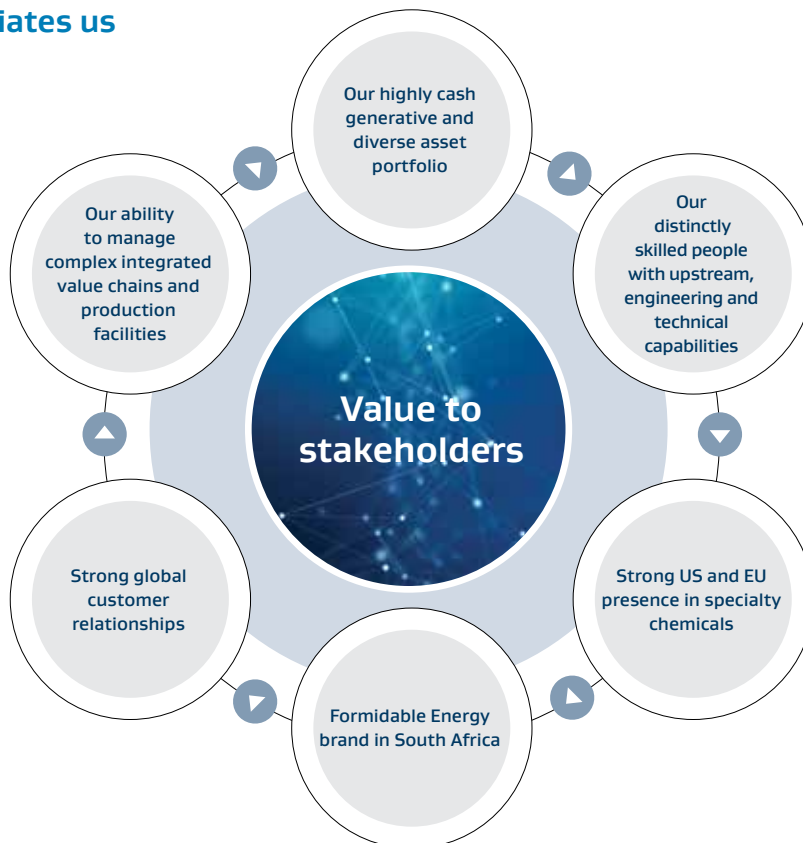 iates us
Our highly cash
generative and
diverse asset
portfolio
Our
distinctly
skilled people
with upstream,
engineering and
technical
capabilities
Strong US and EU
presence in specialty
chemicals
Formidable Energy
brand in South Africa
Strong global
customer
relationships
Our ability
to manage
complex integrated
value chains and
production
facilities
Value to
stakeholders